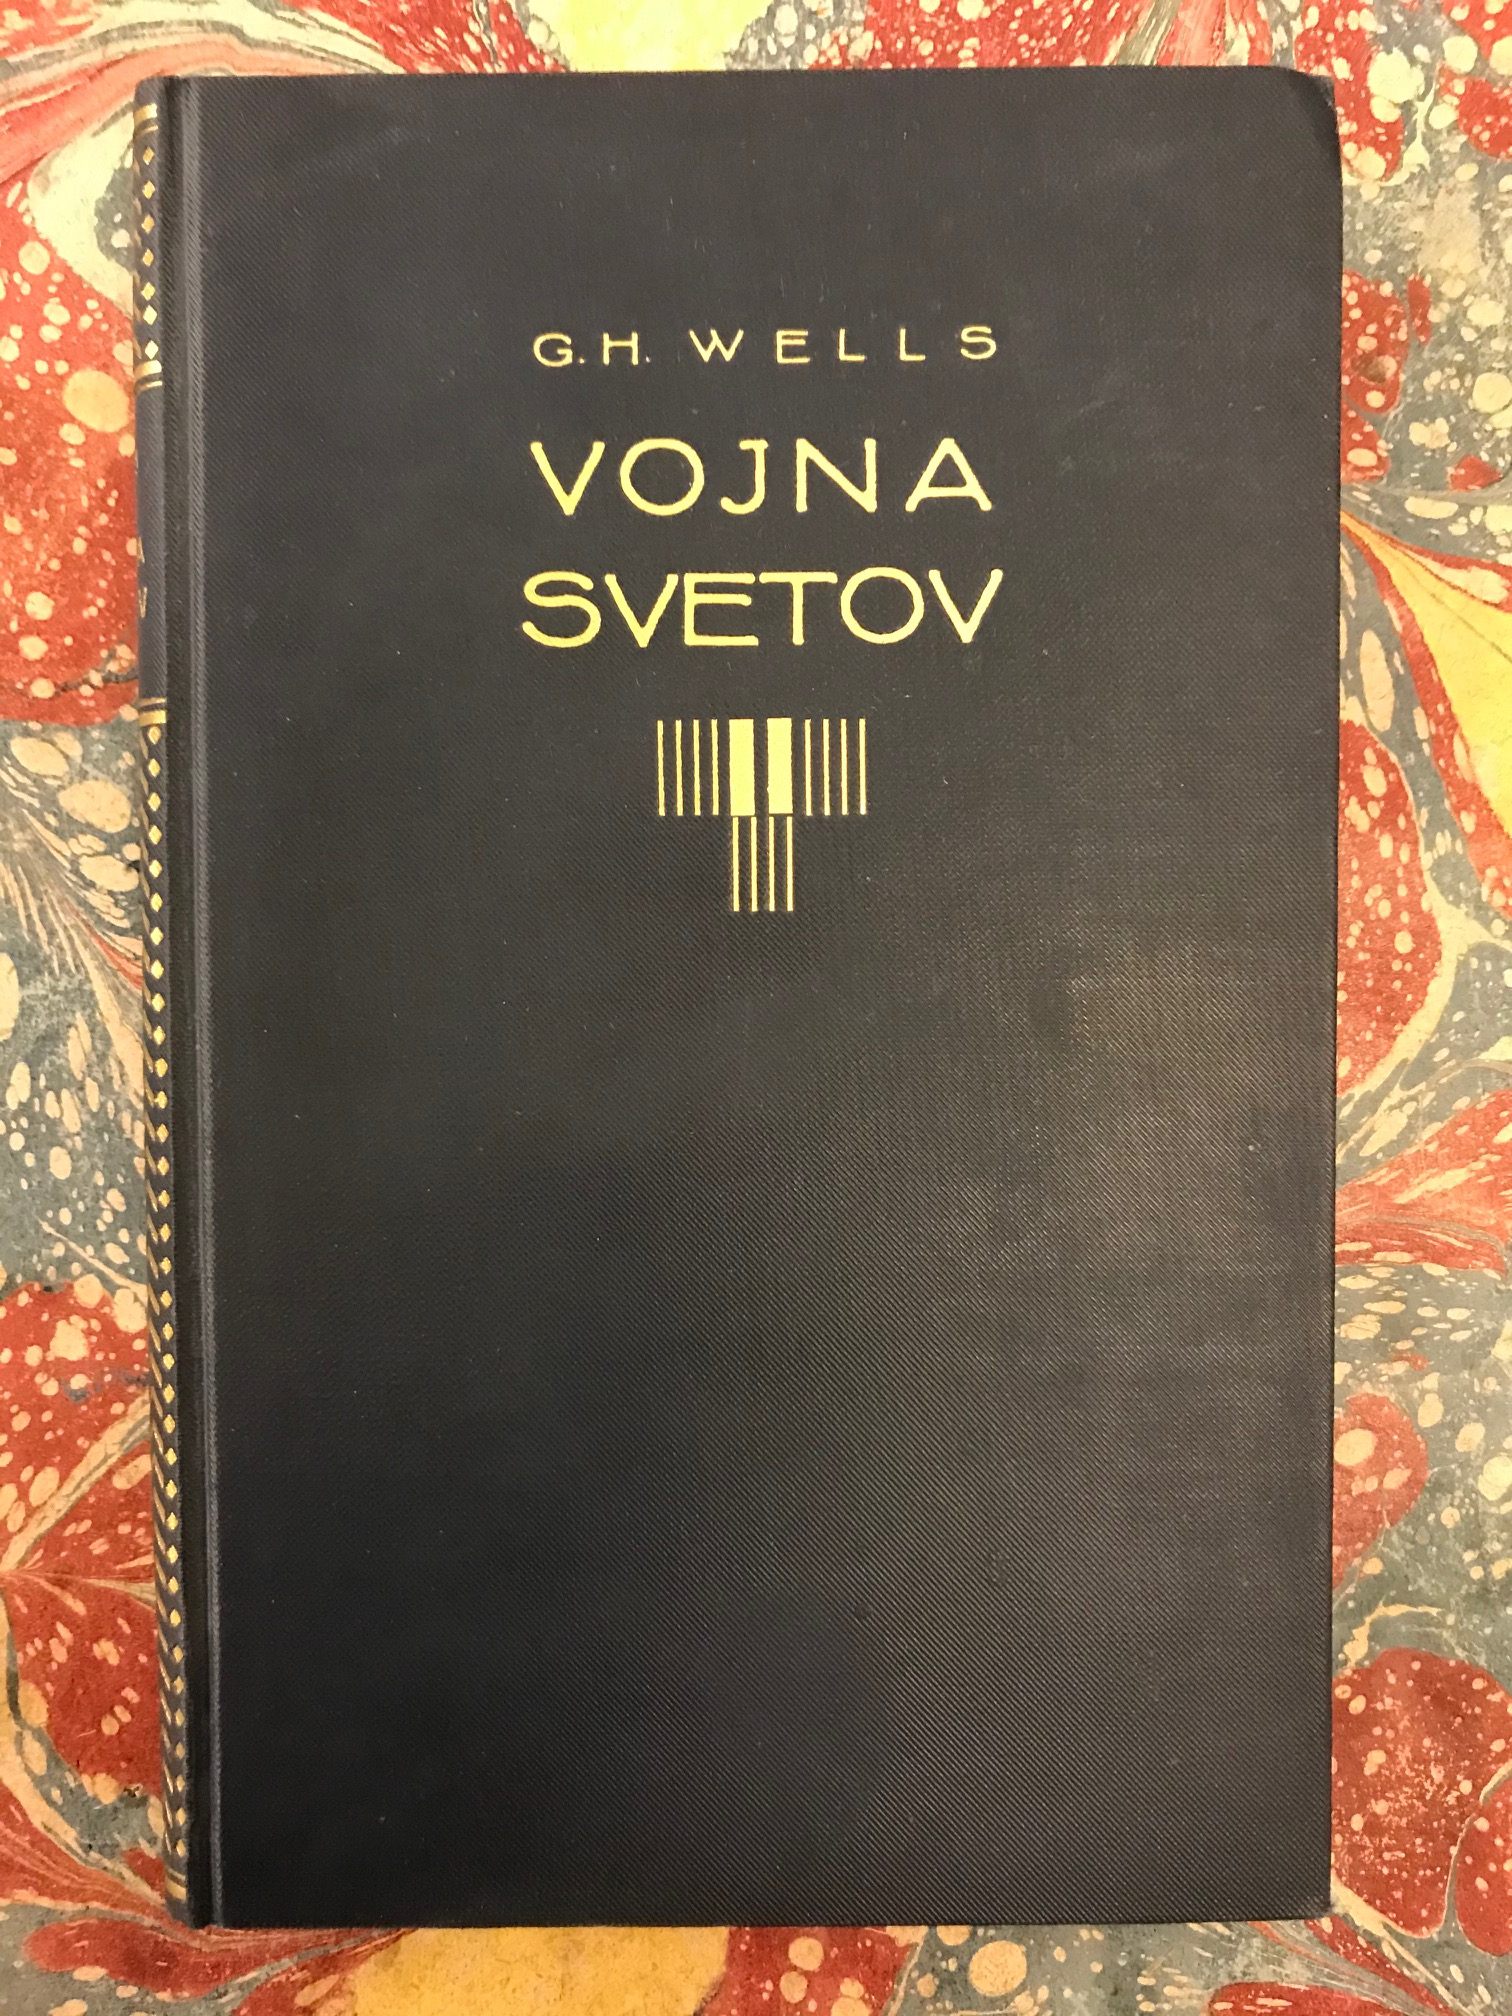 G. H. WELLS
VOJNA
SVETOV